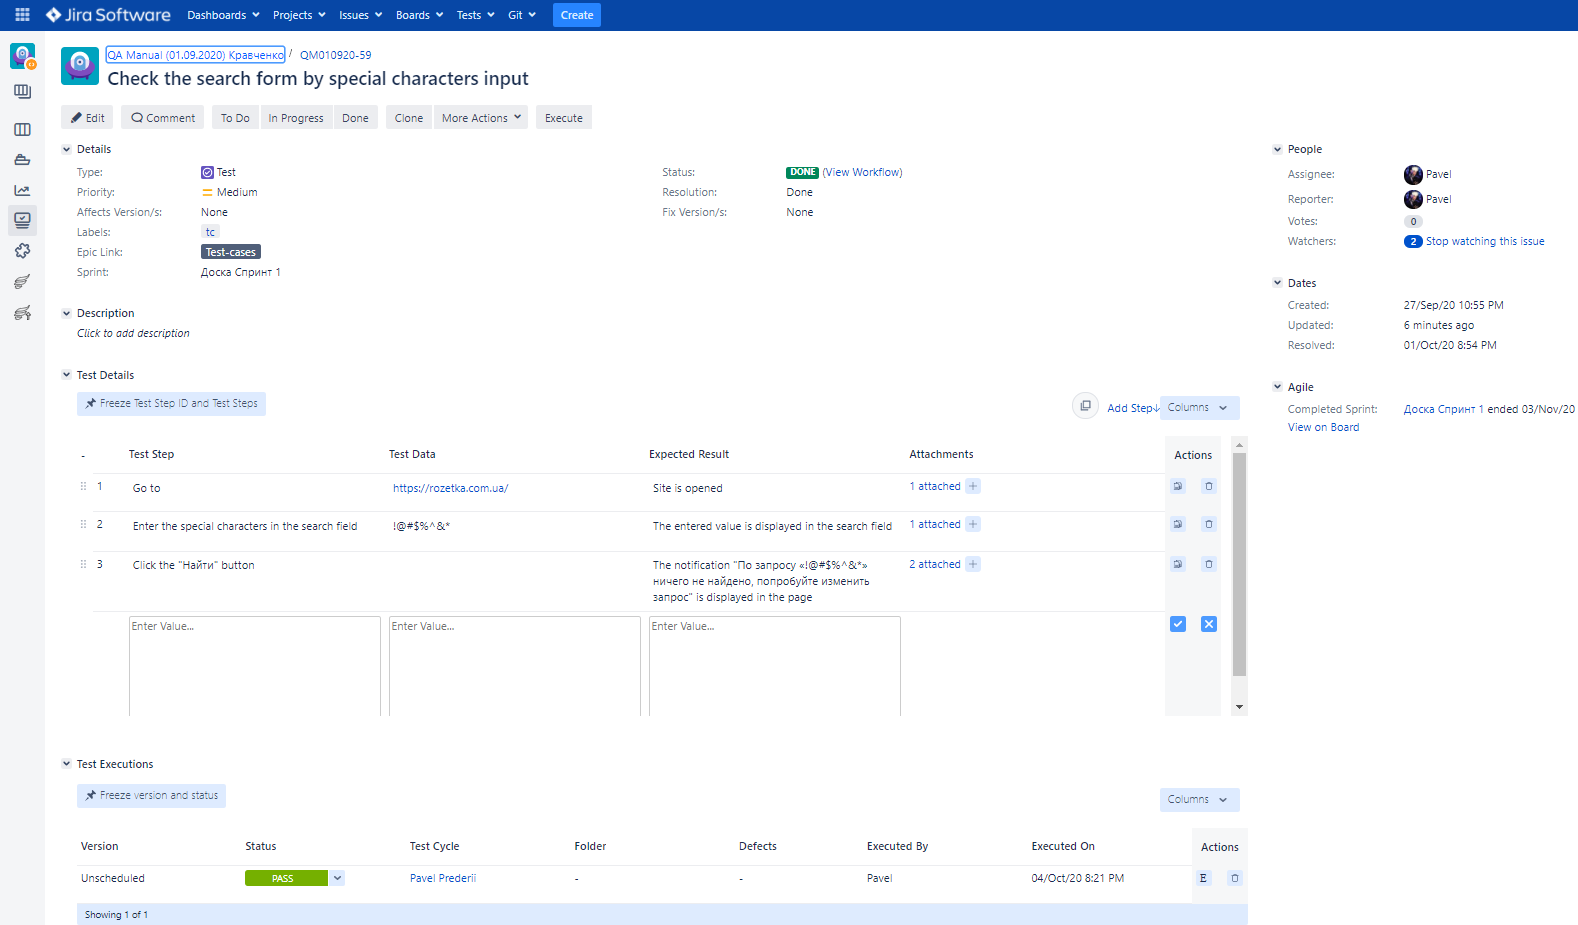 Jira Software Dashboards Projects Issues Boards Tests Git Create
QA Manual (01.09.2020) Кравченко / QM010920-59
Check the search form by special characters input
Edit Comment To Do In Progress Done Clone More Actions Execute
Details
Type: Test
Priority: Medium
Affects Version/s: None
Labels: tc
Epic Link: Test-cases
Sprint: Доска Спринт 1
Status: DONE (View Workflow)
Resolution: Done
Fix Version/s: None
People
Assignee: Pavel
Reporter: Pavel
Votes: 0
Watchers: 2 Stop watching this issue
Dates
Created: 27/Sep/20 10:55 PM
Updated: 6 minutes ago
Resolved: 01/Oct/20 8:54 PM
Agile
Completed Sprint: Доска Спринт 1 ended 03/Nov/20
View on Board
Description
Click to add description
Test Details
Freeze Test Step ID and Test Steps
Add Step↓ Columns
- Test Step Test Data Expected Result Attachments Actions
1 Go to https://rozetka.com.ua/ Site is opened 1 attached +
2 Enter the special characters in the search field !@#$%^&* The entered value is displayed in the search field 1 attached +
3 Click the "Найти" button The notification "По запросу «!@#$%^&*» 2 attached +
ничего не найдено, попробуйте изменить
запрос" is displayed in the page
Enter Value... Enter Value... Enter Value...
Test Executions
Freeze version and status
Columns
Version Status Test Cycle Folder Defects Executed By Executed On Actions
Unscheduled PASS Pavel Prederii - - Pavel 04/Oct/20 8:21 PM E
Showing 1 of 1